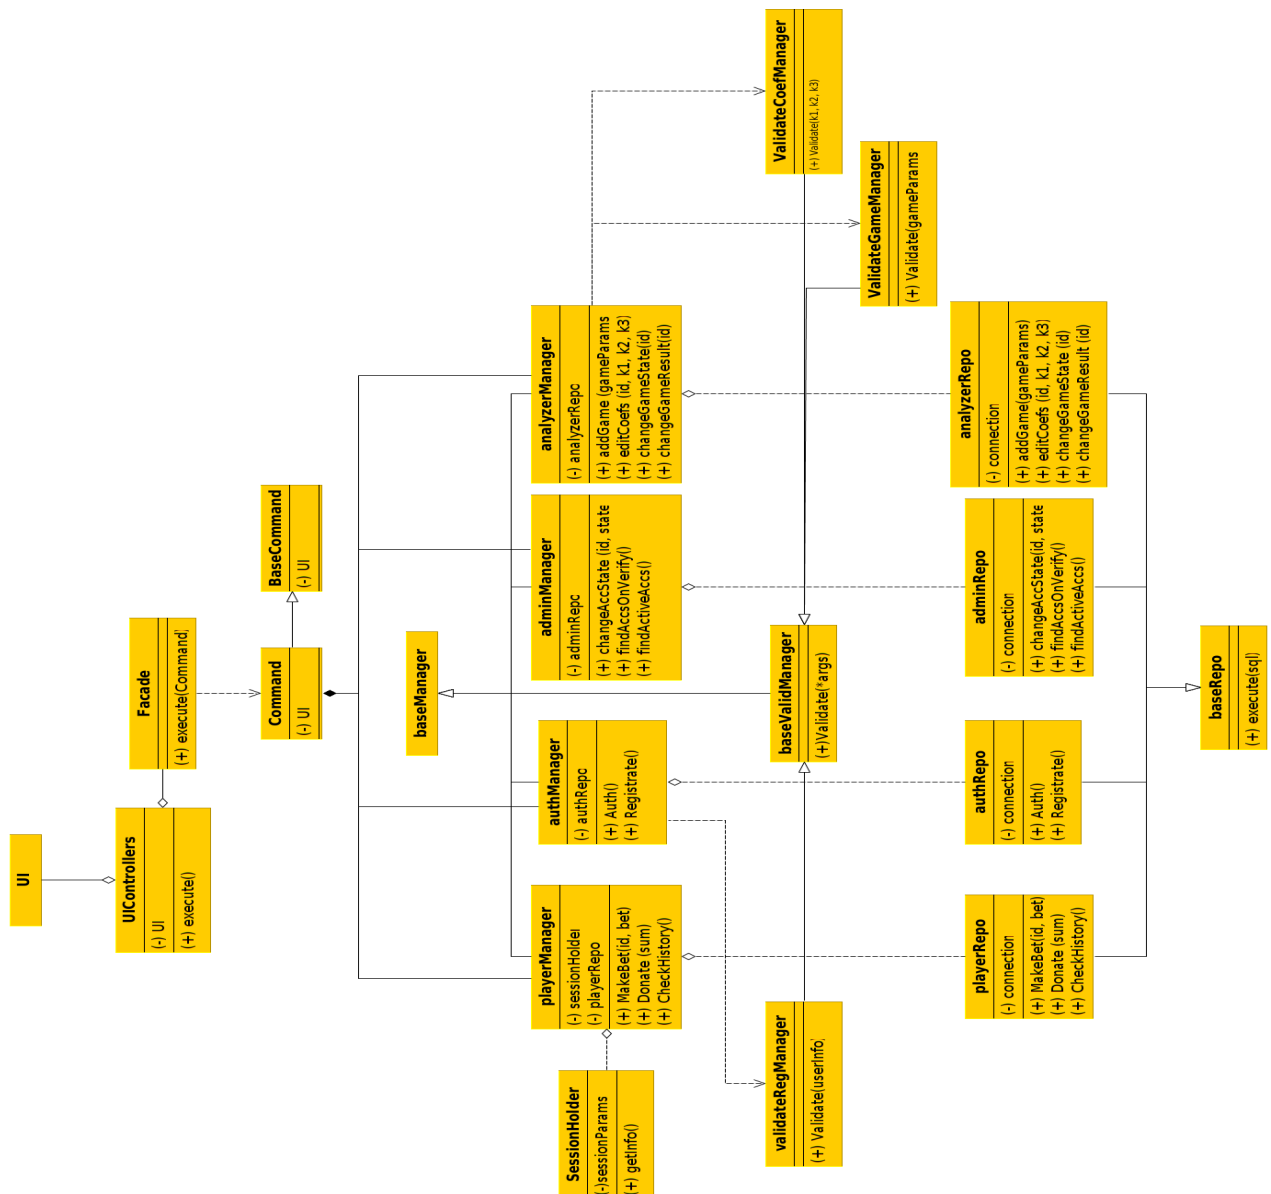 UI
UIControllers
(-) UI
(+) execute()
Facade
(+) execute(Command)
Command
(-) UI
BaseCommand
(-) UI
baseManager
SessionHolder
(-)sessionParams
(+) getInfo()
playerManager
(-) sessionHolder
(-) playerRepo
(+) MakeBet(id, bet)
(+) Donate (sum)
(+) CheckHistory()
authManager
(-) authRepo
(+) Auth()
(+) Registrate()
adminManager
(-) adminRepo
(+) changeAccState (id, state
(+) findAccsOnVerify()
(+) findActiveAccs()
analyzerManager
(-) analyzerRepo
(+) addGame (gameParams
(+) editCoefs (id, k1, k2, k3)
(+) changeGameState(id)
(+) changeGameResult(id)
validateRegManager
(+) Validate(userInfo)
baseValidManager
(+)Validate(*args)
ValidateCoefManager
(+) Validate(k1, k2, k3)
ValidateGameManager
(+) Validate(gameParams
playerRepo
(-) connection
(+) MakeBet(id, bet)
(+) Donate (sum)
(+) CheckHistory()
authRepo
(-) connection
(+) Auth()
(+) Registrate()
adminRepo
(-) connection
(+) changeAccState(id, state
(+) findAccsOnVerify()
(+) findActiveAccs()
analyzerRepo
(-) connection
(+) addGame(gameParams)
(+) editCoefs (id, k1, k2, k3)
(+) changeGameState (id)
(+) changeGameResult (id)
baseRepo
(+) execute(sql)